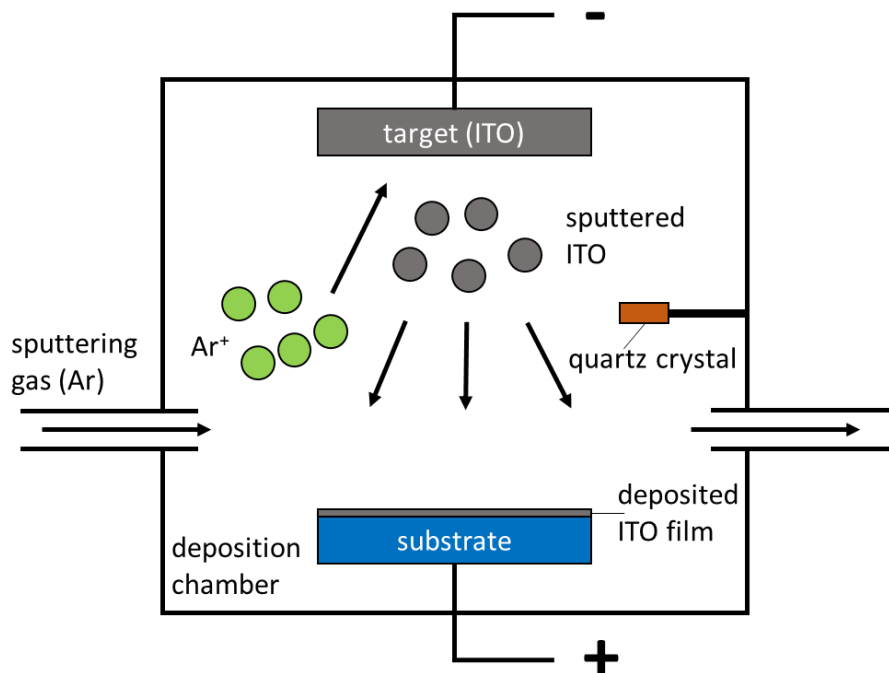 -
target (ITO)
sputtered
ITO
Ar⁺
sputtering
gas (Ar)
quartz crystal
deposited
ITO film
substrate
deposition
chamber
+